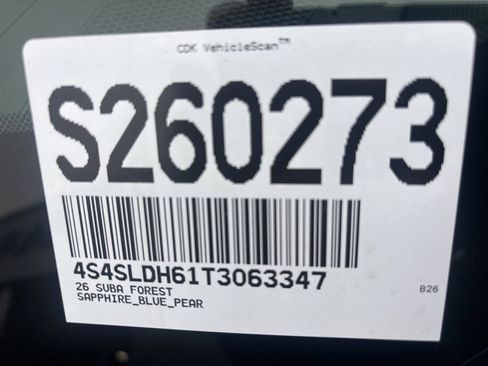 CDK VehicleScan™
S260273
4S4SLDH61T3063347
26 SUBA FOREST
SAPPHIRE_BLUE_PEAR
B26